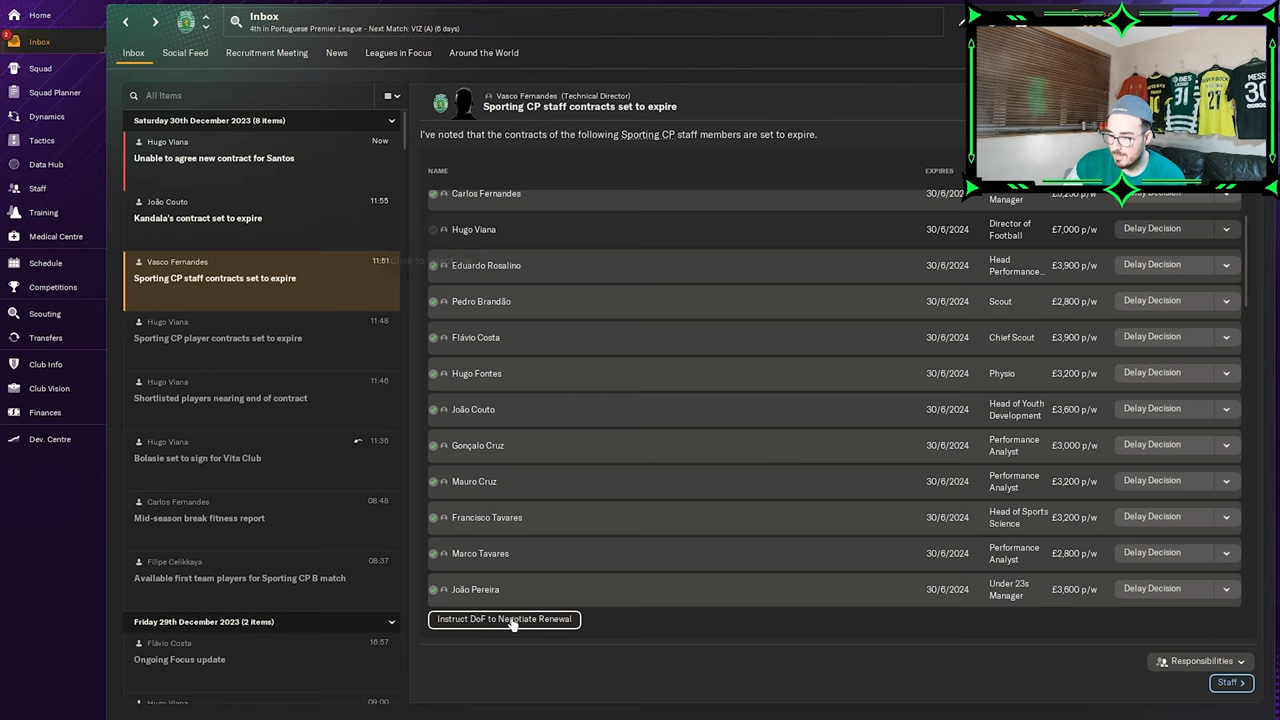 Home
Inbox
Squad
Squad Planner
Dynamics
Tactics
Data Hub
Staff
Training
Medical Centre
Schedule
Competitions
Scouting
Transfers
Club Info
Club Vision
Finances
Dev. Centre
Inbox
4th in Portuguese Premier League - Next Match: VIZ (A) (6 days)
Inbox Social Feed Recruitment Meeting News Leagues in Focus Around the World
All Items
Saturday 30th December 2023 (8 items)
Hugo Viana Now
Unable to agree new contract for Santos
João Couto 11:55
Kandala's contract set to expire
Vasco Fernandes 11:51
Sporting CP staff contracts set to expire
Hugo Viana 11:48
Sporting CP player contracts set to expire
Hugo Viana 11:46
Shortlisted players nearing end of contract
Hugo Viana 11:36
Bolasie set to sign for Vita Club
Carlos Fernandes 08:48
Mid-season break fitness report
Filipe Celikkaya 08:37
Available first team players for Sporting CP B match
Friday 29th December 2023 (2 items)
Flávio Costa 16:57
Ongoing Focus update
Hugo Viana 09:00
Vasco Fernandes (Technical Director)
Sporting CP staff contracts set to expire
I've noted that the contracts of the following Sporting CP staff members are set to expire.
NAME EXPIRES
Carlos Fernandes 30/6/2024 Manager £3,200 p/w Delay Decision
Hugo Viana 30/6/2024 Director of Football £7,000 p/w Delay Decision
Eduardo Rosalino 30/6/2024 Head Performance... £3,900 p/w Delay Decision
Pedro Brandão 30/6/2024 Scout £2,800 p/w Delay Decision
Flávio Costa 30/6/2024 Chief Scout £3,900 p/w Delay Decision
Hugo Fontes 30/6/2024 Physio £3,200 p/w Delay Decision
João Couto 30/6/2024 Head of Youth Development £3,600 p/w Delay Decision
Gonçalo Cruz 30/6/2024 Performance Analyst £3,000 p/w Delay Decision
Mauro Cruz 30/6/2024 Performance Analyst £3,200 p/w Delay Decision
Francisco Tavares 30/6/2024 Head of Sports Science £3,200 p/w Delay Decision
Marco Tavares 30/6/2024 Performance Analyst £2,800 p/w Delay Decision
João Pereira 30/6/2024 Under 23s Manager £3,600 p/w Delay Decision
Instruct DoF to Negotiate Renewal
Responsibilities
Staff
SUPER BOCK
BES
31
21
MESSI
30